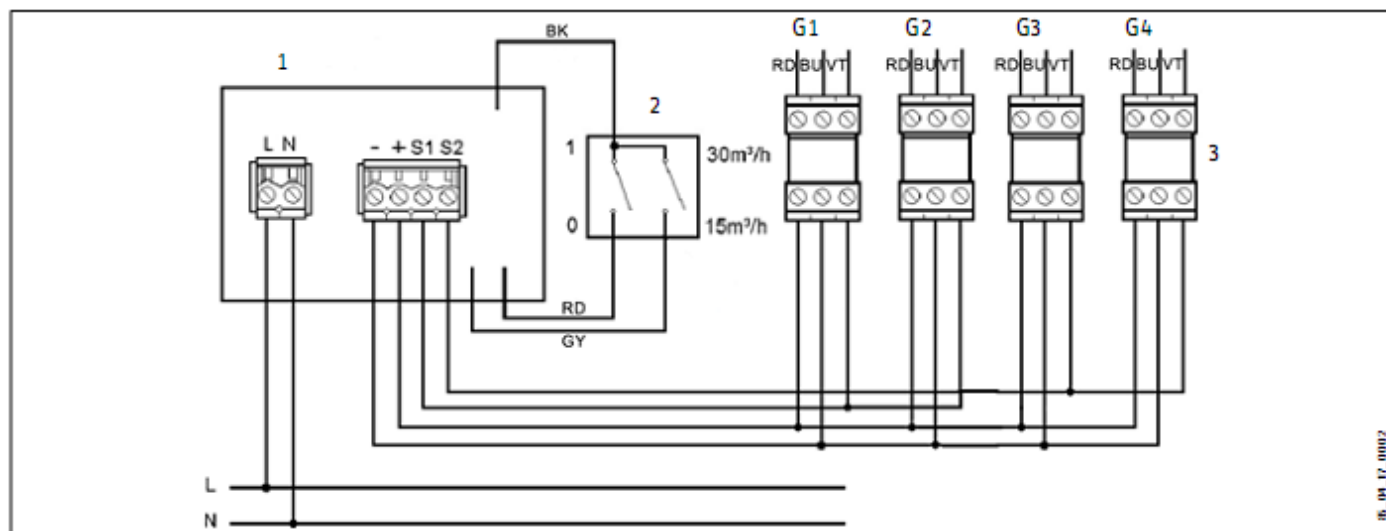 BK
G1 G2 G3 G4
1
RD BU VT RD BU VT RD BU VT RD BU VT
2
L N
- + S1 S2
1
30m³/h
3
0
15m³/h
RD
GY
L
N